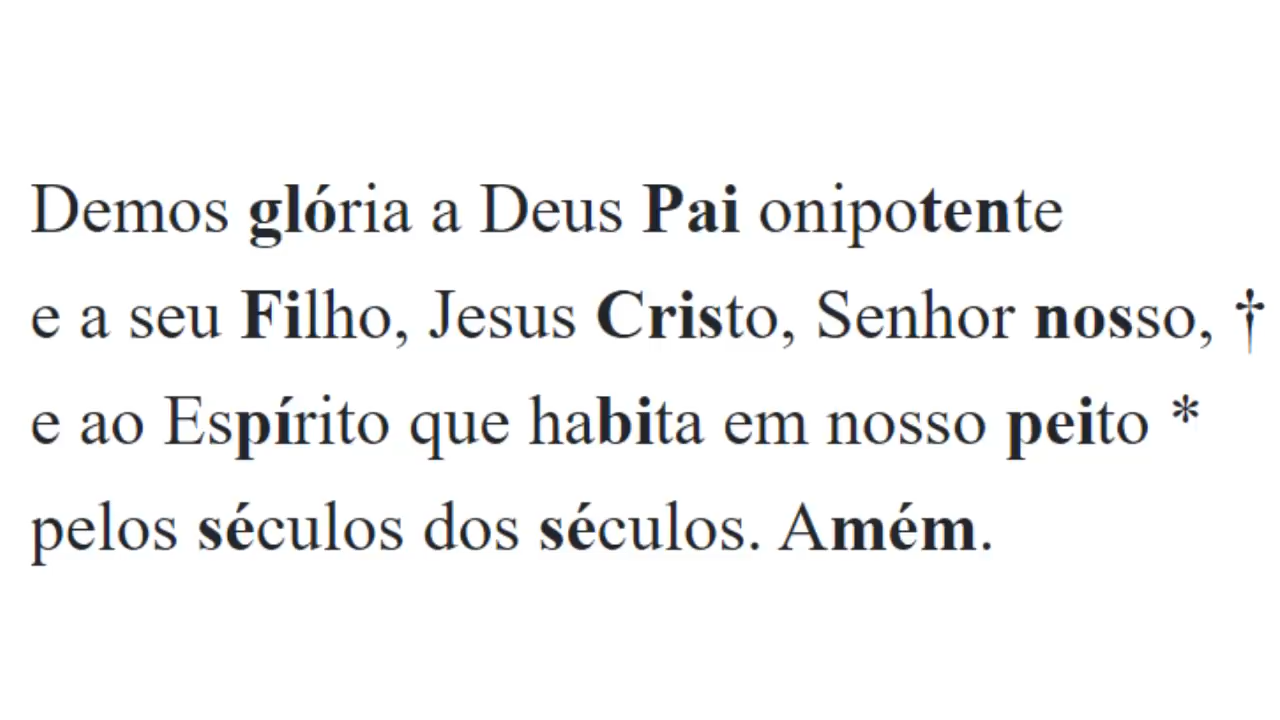 Demos glória a Deus Pai onipotente
e a seu Filho, Jesus Cristo, Senhor nosso, †
e ao Espírito que habita em nosso peito *
pelos séculos dos séculos. Amém.